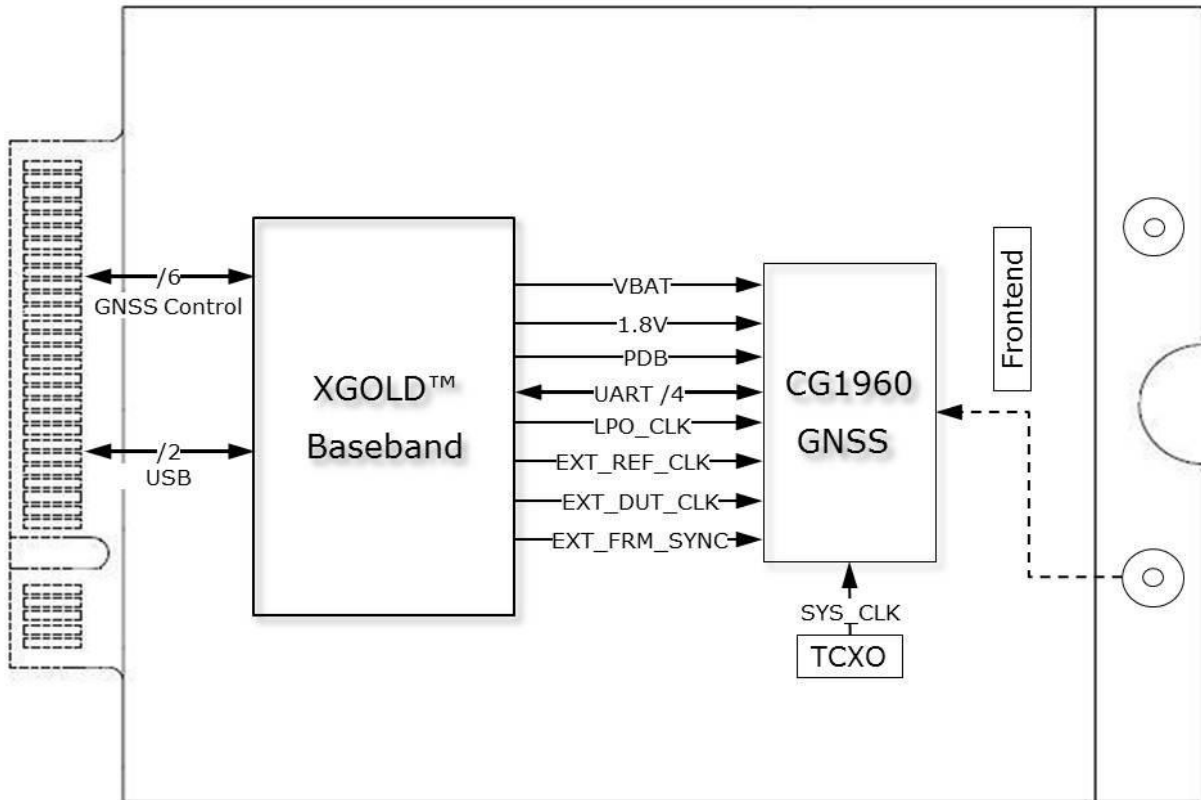 /6
GNSS Control
/2
USB
XGOLD™
Baseband
VBAT
1.8V
PDB
UART /4
LPO_CLK
EXT_REF_CLK
EXT_DUT_CLK
EXT_FRM_SYNC
CG1960
GNSS
Frontend
SYS_CLK
TCXO